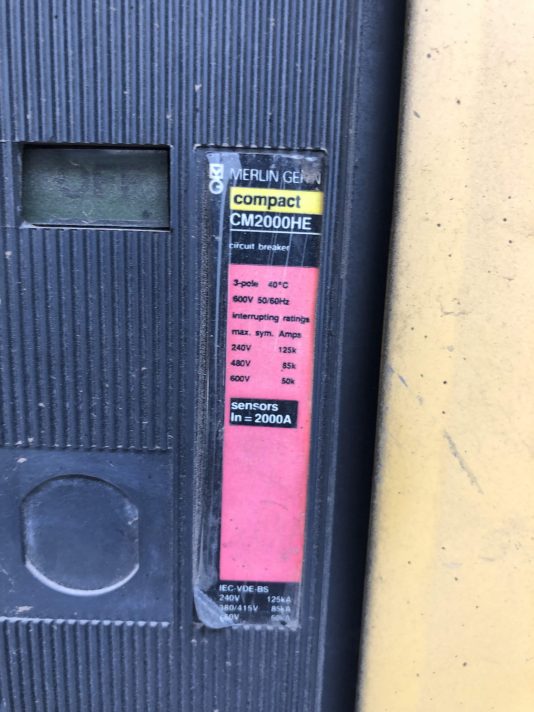 MERLIN GERIN
compact
CM2000HE
circuit breaker
3-pole 40°C
600V 50/60Hz
interrupting ratings
max. sym. Amps
240V 125k
480V 85k
600V 50k
sensors
In = 2000A
IEC-VDE-BS
240V 125kA
380/415V 85kA